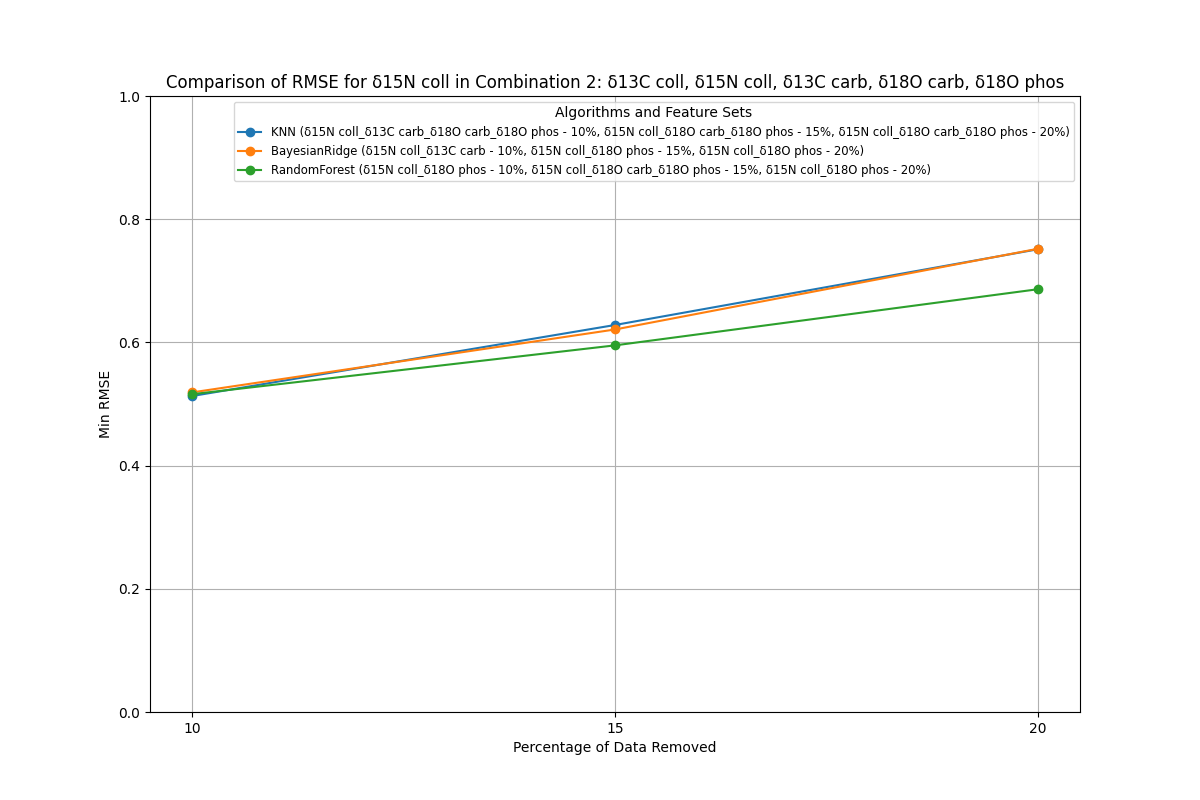 Comparison of RMSE for δ15N coll in Combination 2: δ13C coll, δ15N coll, δ13C carb, δ18O carb, δ18O phos
1.0
0.8
0.6
0.4
0.2
0.0
Min RMSE
Algorithms and Feature Sets
KNN (δ15N coll_δ13C carb_δ18O carb_δ18O phos - 10%, δ15N coll_δ18O carb_δ18O phos - 15%, δ15N coll_δ18O carb_δ18O phos - 20%)
BayesianRidge (δ15N coll_δ13C carb - 10%, δ15N coll_δ18O phos - 15%, δ15N coll_δ18O phos - 20%)
RandomForest (δ15N coll_δ18O phos - 10%, δ15N coll_δ18O carb_δ18O phos - 15%, δ15N coll_δ18O phos - 20%)
10 15 20
Percentage of Data Removed